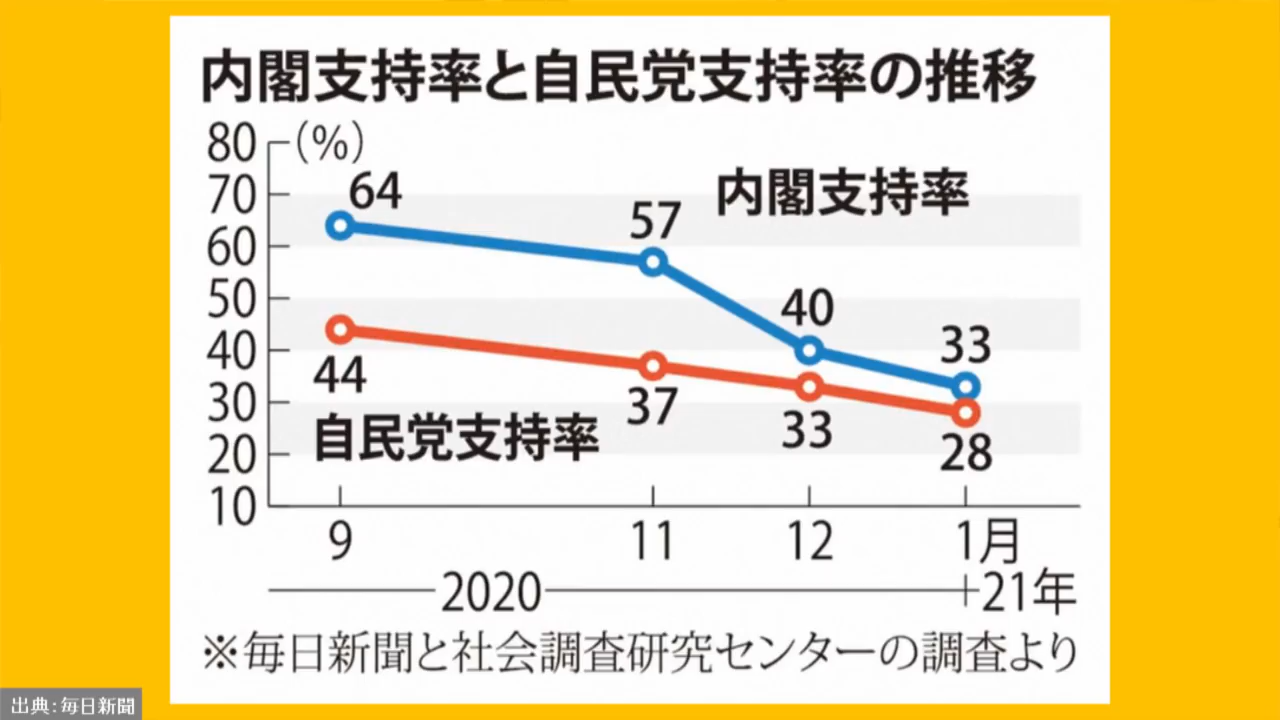 内閣支持率と自民党支持率の推移
80 (%)
70
60
50
40
30
20
10
内閣支持率
64
57
40
33
44
37
33
28
自民党支持率
9 11 12 1月
2020 21年
※毎日新聞と社会調査研究センターの調査より
出典:毎日新聞